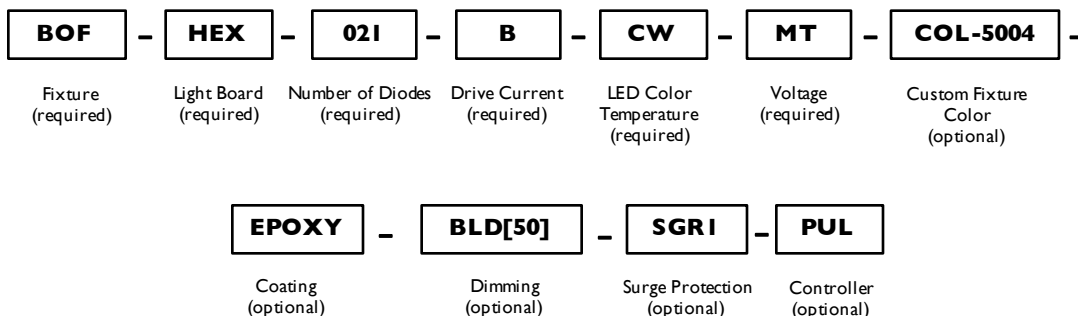 BOF – HEX – 021 – B – CW – MT – COL-5004 –
Fixture (required)
Light Board (required)
Number of Diodes (required)
Drive Current (required)
LED Color Temperature (required)
Voltage (required)
Custom Fixture Color (optional)
EPOXY – BLD[50] – SGR1 – PUL
Coating (optional)
Dimming (optional)
Surge Protection (optional)
Controller (optional)